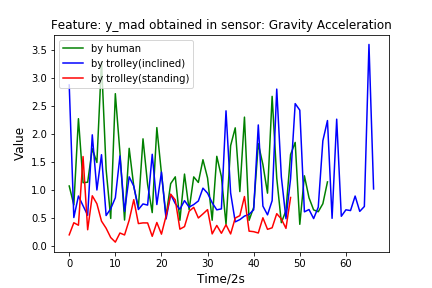 Feature: y_mad obtained in sensor: Gravity Acceleration
by human
by trolley(inclined)
by trolley(standing)
Value
3.5
3.0
2.5
2.0
1.5
1.0
0.5
0.0
0 10 20 30 40 50 60
Time/2s